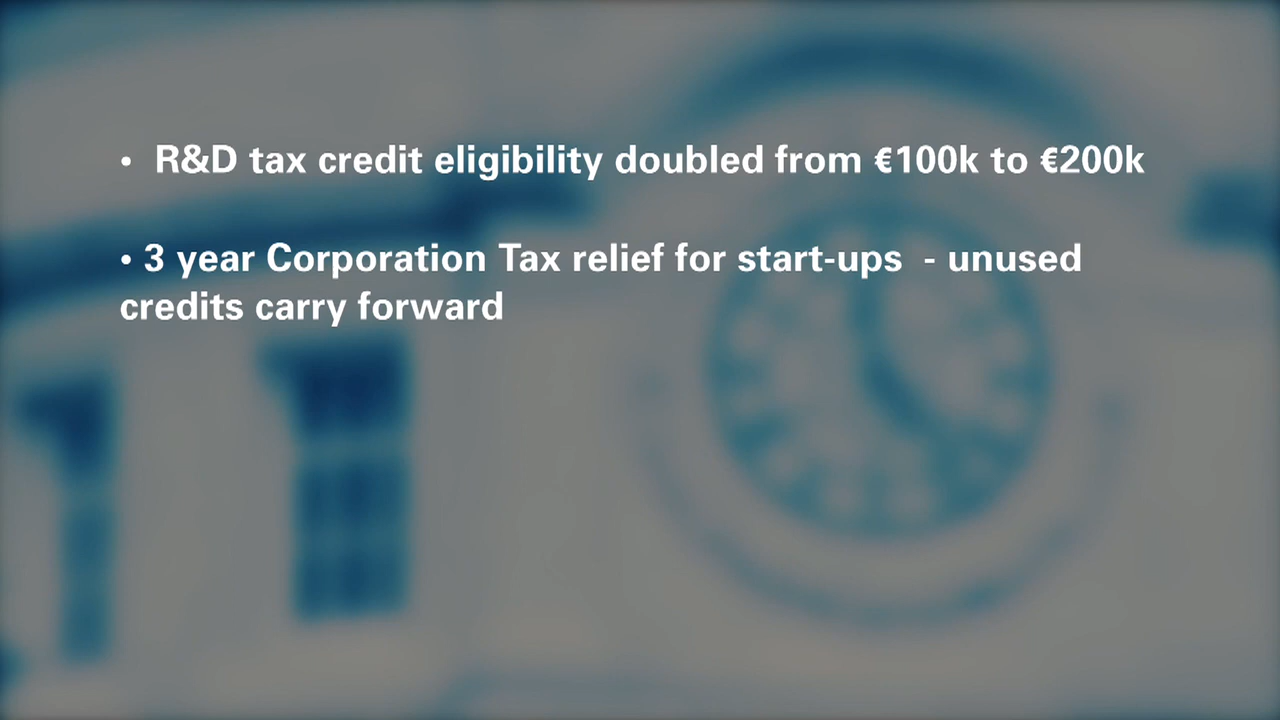 • R&D tax credit eligibility doubled from €100k to €200k
• 3 year Corporation Tax relief for start-ups - unused
credits carry forward